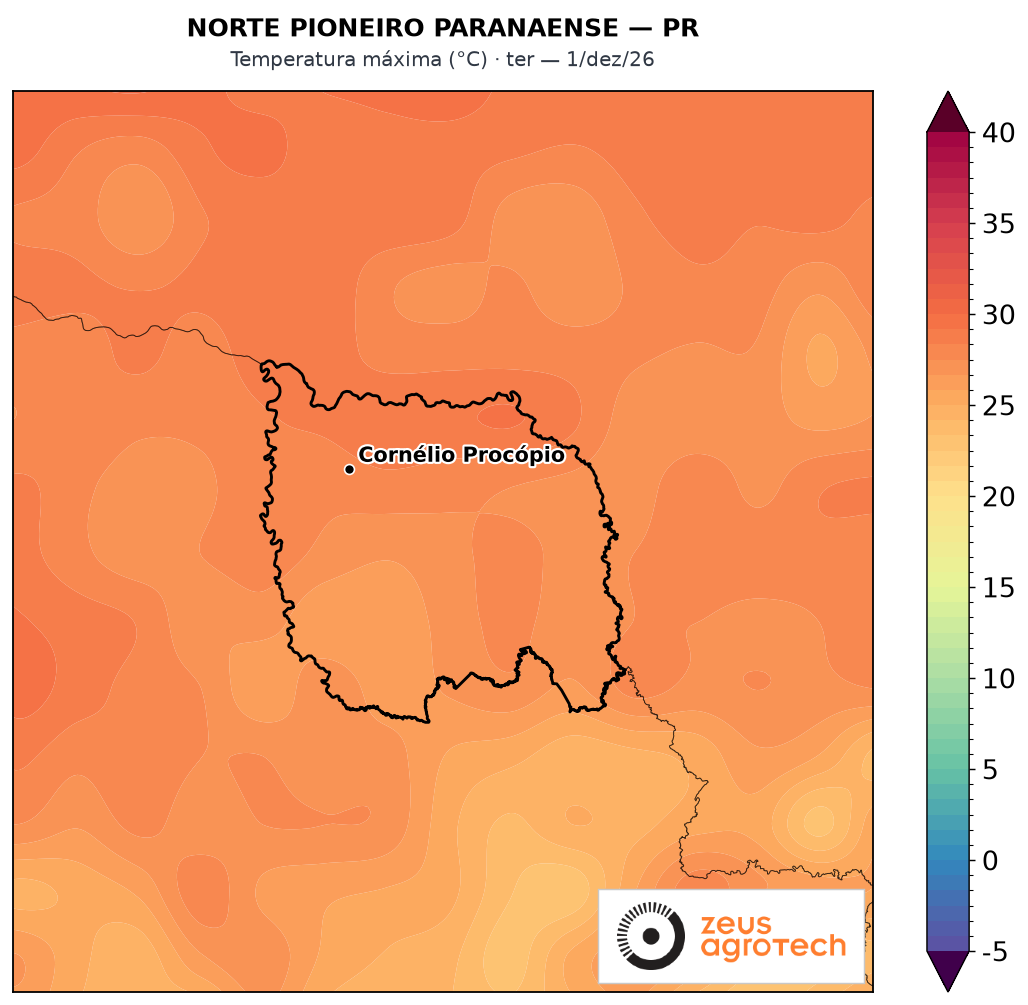 NORTE PIONEIRO PARANAENSE — PR
Temperatura máxima (°C) · ter — 1/dez/26
40
35
30
25
20
15
10
5
0
-5
Cornélio Procópio
zeus
agrotech